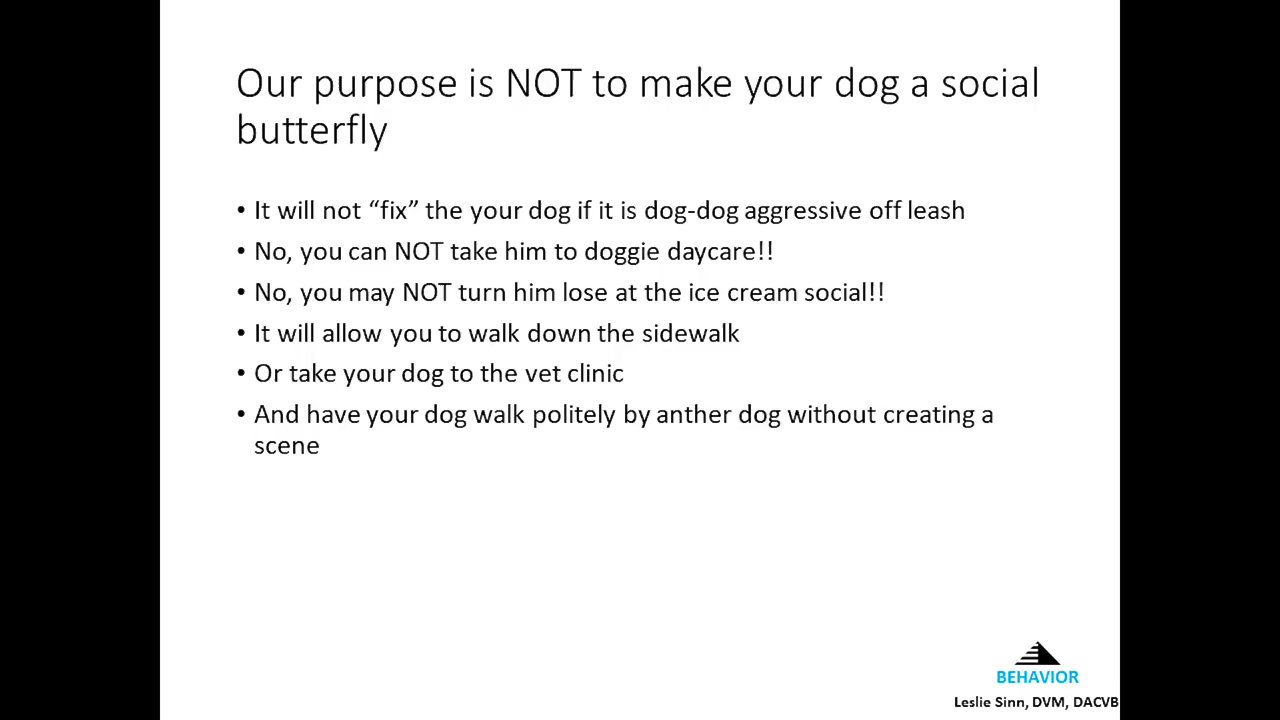 Our purpose is NOT to make your dog a social
butterfly
• It will not “fix” the your dog if it is dog-dog aggressive off leash
• No, you can NOT take him to doggie daycare!!
• No, you may NOT turn him lose at the ice cream social!!
• It will allow you to walk down the sidewalk
• Or take your dog to the vet clinic
• And have your dog walk politely by anther dog without creating a
scene
BEHAVIOR
Leslie Sinn, DVM, DACVB